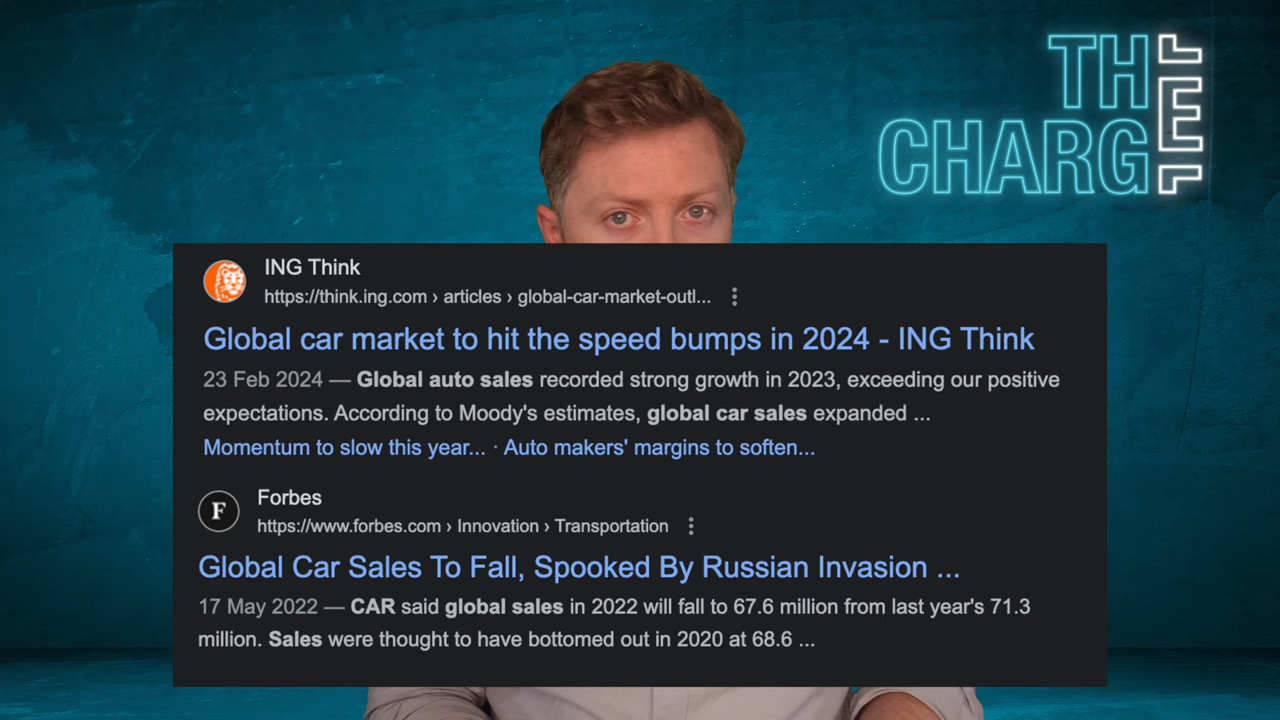 THE
CHARGE
ING Think
https://think.ing.com › articles › global-car-market-outl...
Global car market to hit the speed bumps in 2024 - ING Think
23 Feb 2024 — Global auto sales recorded strong growth in 2023, exceeding our positive
expectations. According to Moody's estimates, global car sales expanded ...
Momentum to slow this year... · Auto makers' margins to soften...
F
Forbes
https://www.forbes.com › Innovation › Transportation
Global Car Sales To Fall, Spooked By Russian Invasion ...
17 May 2022 — CAR said global sales in 2022 will fall to 67.6 million from last year's 71.3
million. Sales were thought to have bottomed out in 2020 at 68.6 ...